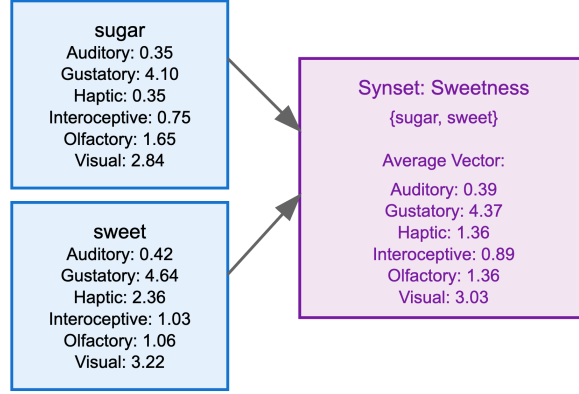 sugar
Auditory: 0.35
Gustatory: 4.10
Haptic: 0.35
Interoceptive: 0.75
Olfactory: 1.65
Visual: 2.84
sweet
Auditory: 0.42
Gustatory: 4.64
Haptic: 2.36
Interoceptive: 1.03
Olfactory: 1.06
Visual: 3.22
Synset: Sweetness
{sugar, sweet}
Average Vector:
Auditory: 0.39
Gustatory: 4.37
Haptic: 1.36
Interoceptive: 0.89
Olfactory: 1.36
Visual: 3.03